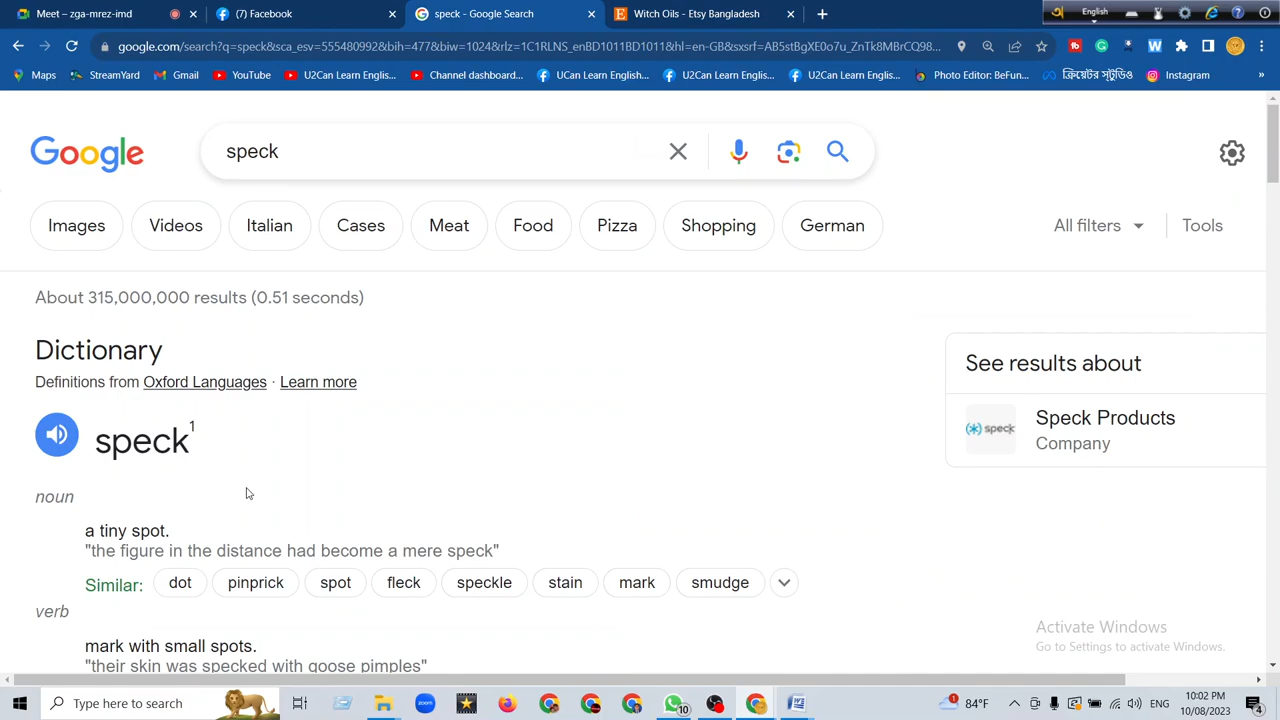 Meet – zga-mrez-imd
(7) Facebook
speck - Google Search
Witch Oils - Etsy Bangladesh
English
google.com/search?q=speck&sca_esv=555480992&bih=477&biw=1024&rlz=1C1RLNS_enBD1011BD1011&hl=en-GB&sxsrf=AB5stBgXE0o7u_ZnTk8MBrCQ98...
Maps
StreamYard
Gmail
YouTube
U2Can Learn Englis...
Channel dashboard...
UCan Learn English...
U2Can Learn Englis...
U2Can Learn Englis...
Photo Editor: BeFun...
ক্রিয়েটর স্টুডিও
Instagram
»
Google
speck
Images
Videos
Italian
Cases
Meat
Food
Pizza
Shopping
German
All filters
Tools
About 315,000,000 results (0.51 seconds)
Dictionary
Definitions from Oxford Languages · Learn more
speck1
noun
a tiny spot.
"the figure in the distance had become a mere speck"
Similar:
dot
pinprick
spot
fleck
speckle
stain
mark
smudge
verb
mark with small spots.
"their skin was specked with goose pimples"
See results about
speck
Speck Products
Company
Activate Windows
Go to Settings to activate Windows.
Type here to search
zoom
10
1
84°F
ENG
10:02 PM
10/08/2023
4